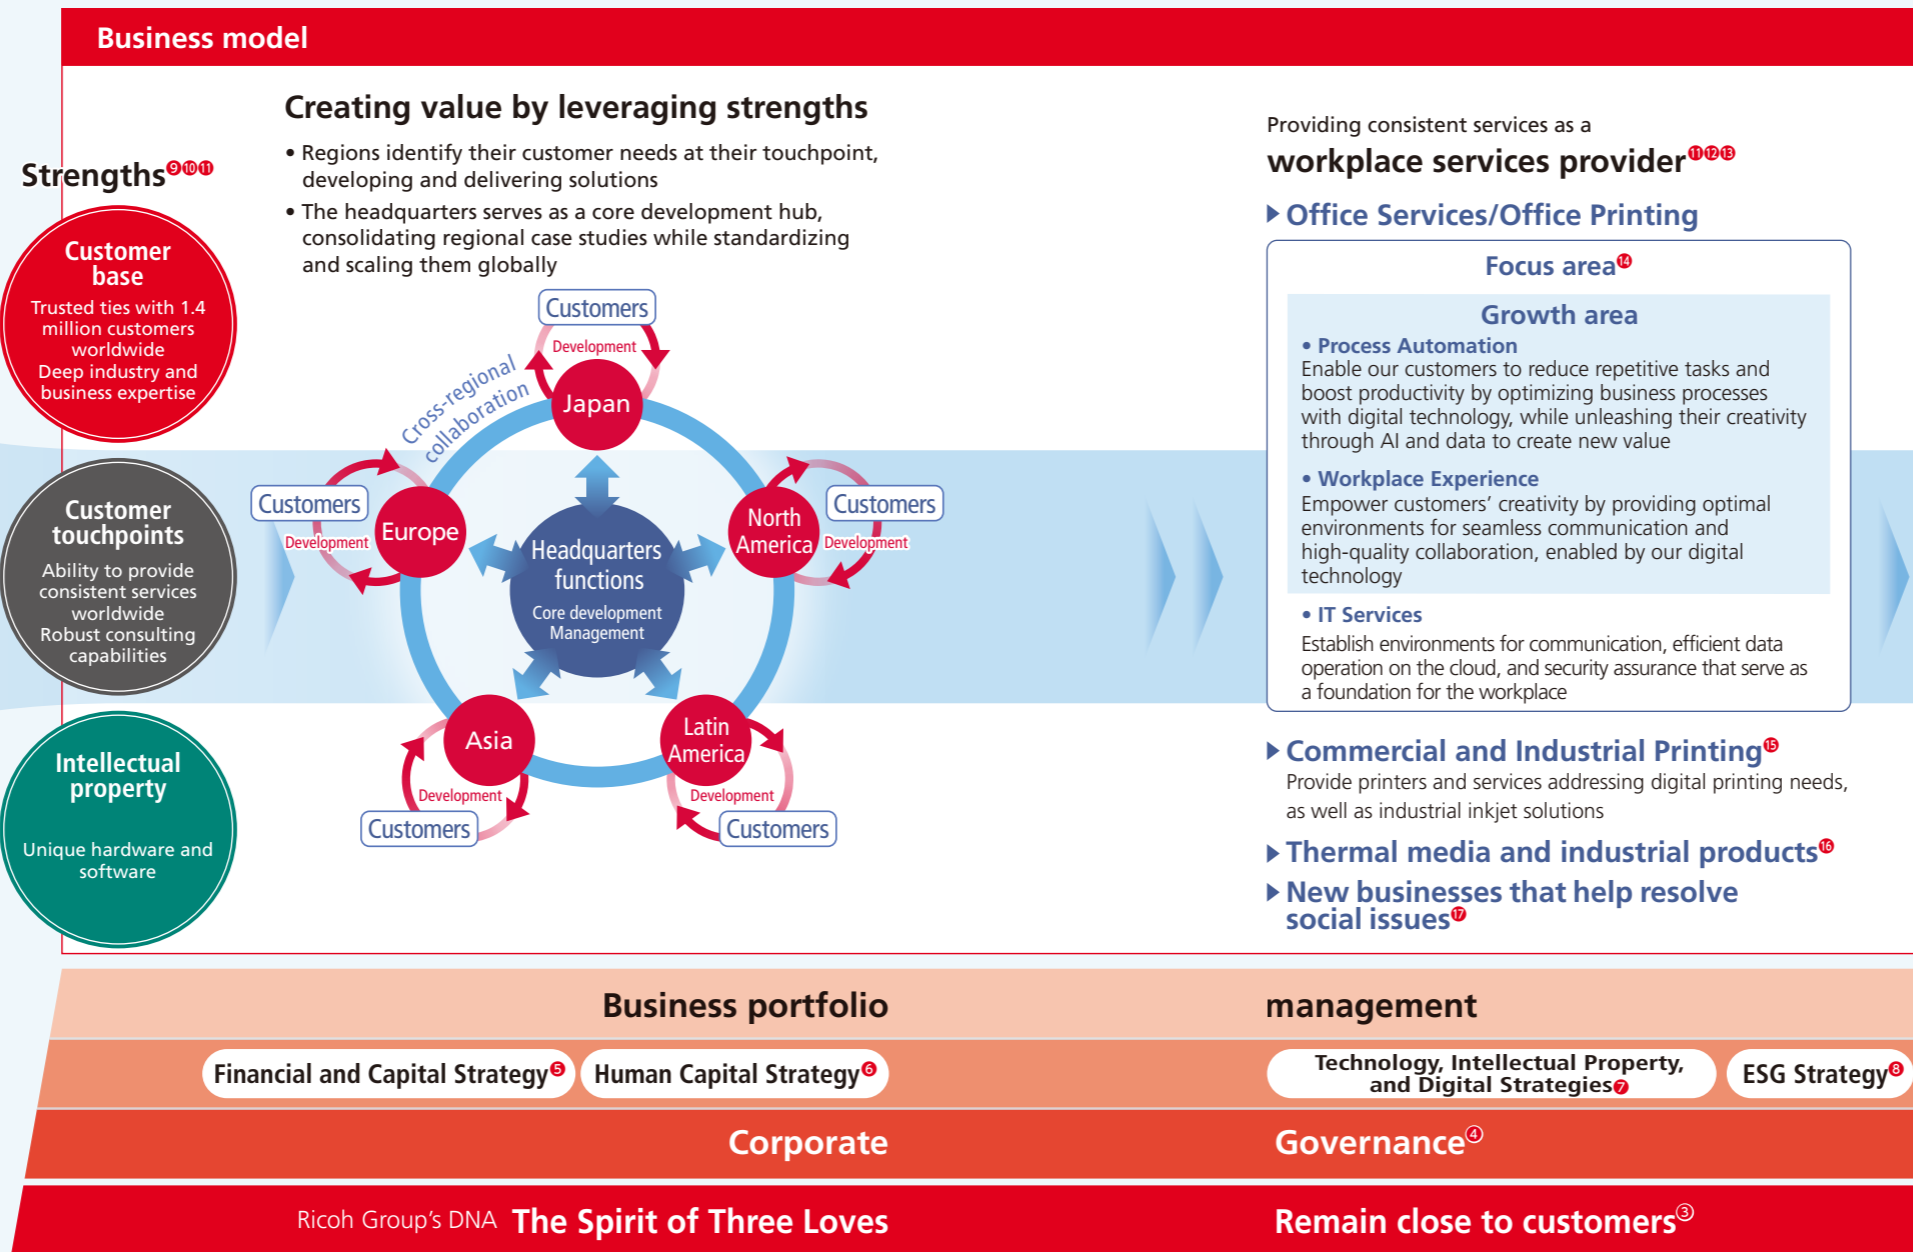 Business model
Strengths⑨⑩⑪
Customer
base
Trusted ties with 1.4
million customers
worldwide
Deep industry and
business expertise
Customer
touchpoints
Ability to provide
consistent services
worldwide
Robust consulting
capabilities
Intellectual
property
Unique hardware and
software
Creating value by leveraging strengths
• Regions identify their customer needs at their touchpoint,
developing and delivering solutions
• The headquarters serves as a core development hub,
consolidating regional case studies while standardizing
and scaling them globally
Cross-regional
collaboration
Customers
Development
Japan
Customers
Development
Europe
North
America
Customers
Development
Headquarters
functions
Core development
Management
Asia
Development
Customers
Latin
America
Development
Customers
Providing consistent services as a
workplace services provider⑪⑫⑬
Office Services/Office Printing
Focus area⑭
Growth area
• Process Automation
Enable our customers to reduce repetitive tasks and
boost productivity by optimizing business processes
with digital technology, while unleashing their creativity
through AI and data to create new value
• Workplace Experience
Empower customers’ creativity by providing optimal
environments for seamless communication and
high-quality collaboration, enabled by our digital
technology
• IT Services
Establish environments for communication, efficient data
operation on the cloud, and security assurance that serve as
a foundation for the workplace
Commercial and Industrial Printing⑮
Provide printers and services addressing digital printing needs,
as well as industrial inkjet solutions
Thermal media and industrial products⑯
New businesses that help resolve
social issues⑰
Business portfolio management
Financial and Capital Strategy⑤
Human Capital Strategy⑥
Technology, Intellectual Property,
and Digital Strategies⑦
ESG Strategy⑧
Corporate Governance④
Ricoh Group’s DNA The Spirit of Three Loves
Remain close to customers③